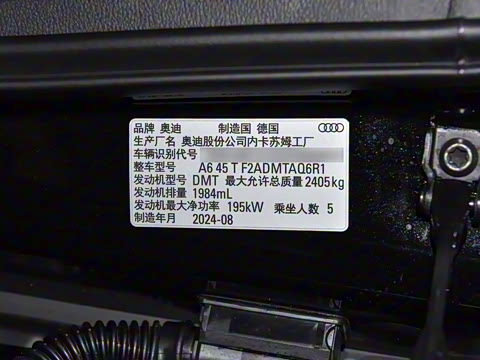 品牌 奥迪 制造国 德国
生产厂名 奥迪股份公司内卡苏姆工厂
车辆识别代号
整车型号 A6 45 T F2ADMTAQ6R1
发动机型号 DMT 最大允许总质量 2405kg
发动机排量 1984mL
发动机最大净功率 195kW 乘坐人数 5
制造年月 2024-08